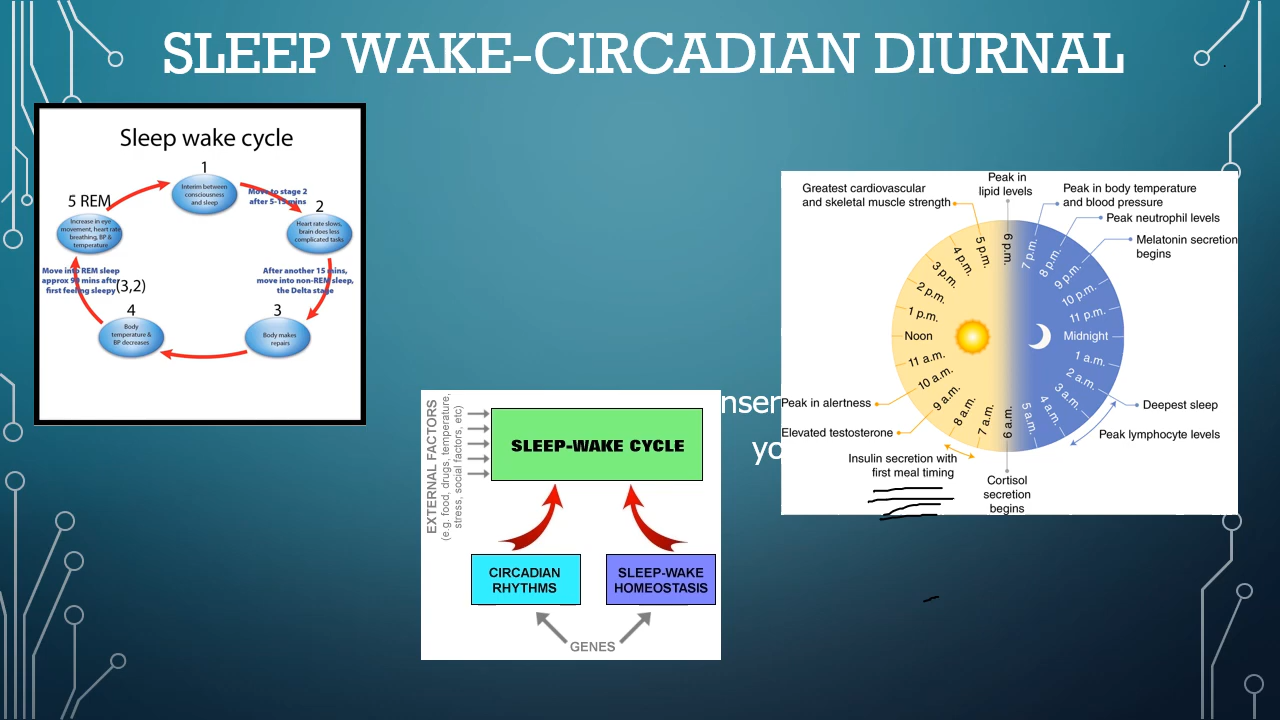 SLEEP WAKE-CIRCADIAN DIURNAL
Sleep wake cycle
1
Interim between
consciousness
and sleep
Move to stage 2
after 5-15 mins
2
Heart rate slows,
brain does less
complicated tasks
After another 15 mins,
move into non-REM sleep,
the Delta stage
3
Body makes
repairs
4
Body
temperature &
BP decreases
(3,2)
Move into REM sleep
approx 90 mins after
first feeling sleepy
5 REM
Increase in eye
movement, heart rate
breathing, BP &
temperature
EXTERNAL FACTORS
(e.g. food, drugs, temperature,
stress, social factors, etc)
SLEEP-WAKE CYCLE
CIRCADIAN
RHYTHMS
SLEEP-WAKE
HOMEOSTASIS
GENES
nser
yo
Greatest cardiovascular
and skeletal muscle strength
Peak in
lipid levels
Peak in body temperature
and blood pressure
Peak neutrophil levels
Melatonin secretion
begins
6 p.m.
7 p.m.
8 p.m.
9 p.m.
10 p.m.
11 p.m.
Midnight
1 a.m.
2 a.m.
3 a.m.
4 a.m.
5 a.m.
6 a.m.
7 a.m.
8 a.m.
9 a.m.
10 a.m.
11 a.m.
Noon
1 p.m.
2 p.m.
3 p.m.
4 p.m.
5 p.m.
Deepest sleep
Peak lymphocyte levels
Peak in alertness
Elevated testosterone
Insulin secretion with
first meal timing
Cortisol
secretion
begins